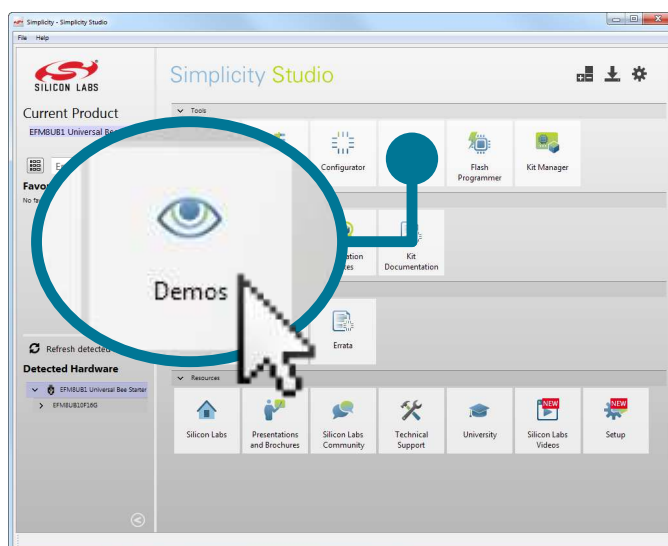 Simplicity - Simplicity Studio
File Help
SILICON LABS
Simplicity Studio
Current Product
EFM8UB1 Universal Bee
Tools
Configurator
Flash
Programmer
Kit Manager
Demos
Kit
Documentation
Errata
Refresh detected
Detected Hardware
EFM8UB1 Universal Bee Starter
EFM8UB10F16G
Resources
Silicon Labs
Presentations
and Brochures
Silicon Labs
Community
Technical
Support
University
NEW
Silicon Labs
Videos
NEW
Setup